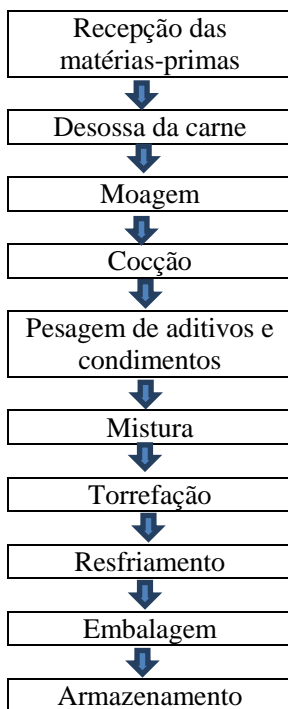 Recepção das
matérias-primas
Desossa da carne
Moagem
Cocção
Pesagem de aditivos e
condimentos
Mistura
Torrefação
Resfriamento
Embalagem
Armazenamento